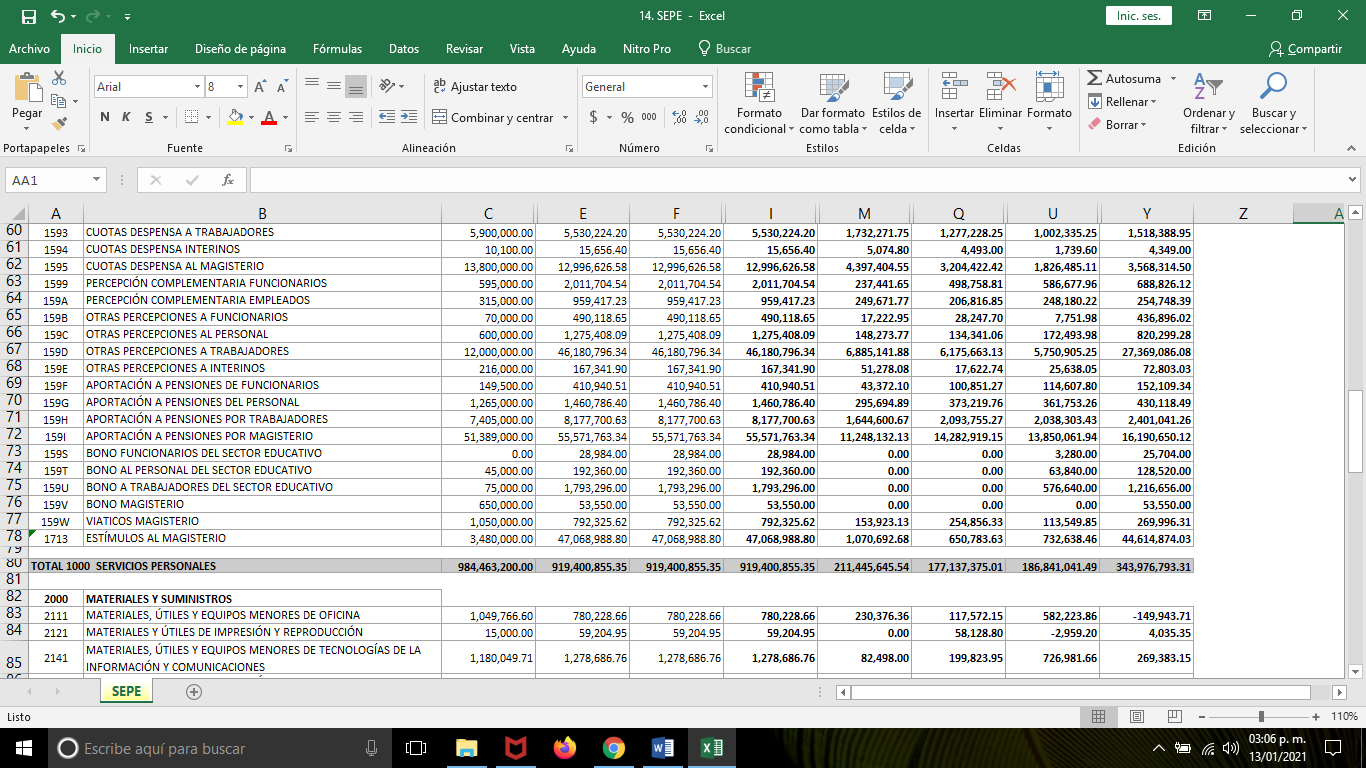 14. SEPE - Excel
Inic. ses.
Archivo Inicio Insertar Diseño de página Fórmulas Datos Revisar Vista Ayuda Nitro Pro Buscar Compartir
Pegar
Arial 8
N K S
Ajustar texto
Combinar y centrar
General
$ % 000
Formato condicional
Dar formato como tabla
Estilos de celda
Insertar Eliminar Formato
Autosuma
Rellenar
Borrar
Ordenar y filtrar
Buscar y seleccionar
Portapapeles Fuente Alineación Número Estilos Celdas Edición
AA1 fx
A B C E F I M Q U Y Z A
60 1593 CUOTAS DESPENSA A TRABAJADORES 5,900,000.00 5,530,224.20 5,530,224.20 5,530,224.20 1,732,271.75 1,277,228.25 1,002,335.25 1,518,388.95
61 1594 CUOTAS DESPENSA INTERINOS 10,100.00 15,656.40 15,656.40 15,656.40 5,074.80 4,493.00 1,739.60 4,349.00
62 1595 CUOTAS DESPENSA AL MAGISTERIO 13,800,000.00 12,996,626.58 12,996,626.58 12,996,626.58 4,397,404.55 3,204,422.42 1,826,485.11 3,568,314.50
63 1599 PERCEPCIÓN COMPLEMENTARIA FUNCIONARIOS 595,000.00 2,011,704.54 2,011,704.54 2,011,704.54 237,441.65 498,758.81 586,677.96 688,826.12
64 159A PERCEPCIÓN COMPLEMENTARIA EMPLEADOS 315,000.00 959,417.23 959,417.23 959,417.23 249,671.77 206,816.85 248,180.22 254,748.39
65 159B OTRAS PERCEPCIONES A FUNCIONARIOS 70,000.00 490,118.65 490,118.65 490,118.65 17,222.95 28,247.70 7,751.98 436,896.02
66 159C OTRAS PERCEPCIONES AL PERSONAL 600,000.00 1,275,408.09 1,275,408.09 1,275,408.09 148,273.77 134,341.06 172,493.98 820,299.28
67 159D OTRAS PERCEPCIONES A TRABAJADORES 12,000,000.00 46,180,796.34 46,180,796.34 46,180,796.34 6,885,141.88 6,175,663.13 5,750,905.25 27,369,086.08
68 159E OTRAS PERCEPCIONES A INTERINOS 216,000.00 167,341.90 167,341.90 167,341.90 51,278.08 17,622.74 25,638.05 72,803.03
69 159F APORTACIÓN A PENSIONES DE FUNCIONARIOS 149,500.00 410,940.51 410,940.51 410,940.51 43,372.10 100,851.27 114,607.80 152,109.34
70 159G APORTACIÓN A PENSIONES DEL PERSONAL 1,265,000.00 1,460,786.40 1,460,786.40 1,460,786.40 295,694.89 373,219.76 361,753.26 430,118.49
71 159H APORTACIÓN A PENSIONES POR TRABAJADORES 7,405,000.00 8,177,700.63 8,177,700.63 8,177,700.63 1,644,600.67 2,093,755.27 2,038,303.43 2,401,041.26
72 159I APORTACIÓN A PENSIONES POR MAGISTERIO 51,389,000.00 55,571,763.34 55,571,763.34 55,571,763.34 11,248,132.13 14,282,919.15 13,850,061.94 16,190,650.12
73 159S BONO FUNCIONARIOS DEL SECTOR EDUCATIVO 0.00 28,984.00 28,984.00 28,984.00 0.00 0.00 3,280.00 25,704.00
74 159T BONO AL PERSONAL DEL SECTOR EDUCATIVO 45,000.00 192,360.00 192,360.00 192,360.00 0.00 0.00 63,840.00 128,520.00
75 159U BONO A TRABAJADORES DEL SECTOR EDUCATIVO 75,000.00 1,793,296.00 1,793,296.00 1,793,296.00 0.00 0.00 576,640.00 1,216,656.00
76 159V BONO MAGISTERIO 650,000.00 53,550.00 53,550.00 53,550.00 0.00 0.00 0.00 53,550.00
77 159W VIATICOS MAGISTERIO 1,050,000.00 792,325.62 792,325.62 792,325.62 153,923.13 254,856.33 113,549.85 269,996.31
78 1713 ESTÍMULOS AL MAGISTERIO 3,480,000.00 47,068,988.80 47,068,988.80 47,068,988.80 1,070,692.68 650,783.63 732,638.46 44,614,874.03
79
80 TOTAL 1000 SERVICIOS PERSONALES 984,463,200.00 919,400,855.35 919,400,855.35 919,400,855.35 211,445,645.54 177,137,375.01 186,841,041.49 343,976,793.31
81
82 2000 MATERIALES Y SUMINISTROS
83 2111 MATERIALES, ÚTILES Y EQUIPOS MENORES DE OFICINA 1,049,766.60 780,228.66 780,228.66 780,228.66 230,376.36 117,572.15 582,223.86 -149,943.71
84 2121 MATERIALES Y ÚTILES DE IMPRESIÓN Y REPRODUCCIÓN 15,000.00 59,204.95 59,204.95 59,204.95 0.00 58,128.80 -2,959.20 4,035.35
85 2141 MATERIALES, ÚTILES Y EQUIPOS MENORES DE TECNOLOGÍAS DE LA
INFORMACIÓN Y COMUNICACIONES 1,180,049.71 1,278,686.76 1,278,686.76 1,278,686.76 82,498.00 199,823.95 726,981.66 269,383.15
SEPE
Listo 110%
Escribe aquí para buscar
03:06 p. m.
13/01/2021